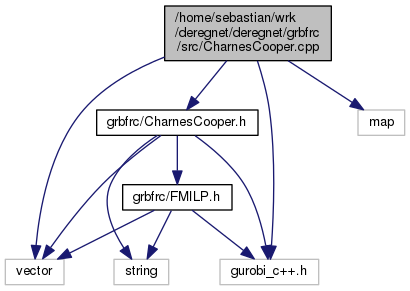 /home/sebastian/wrk
/deregnet/deregnet/grbfrc
/src/CharnesCooper.cpp
grbfrc/CharnesCooper.h
map
grbfrc/FMILP.h
vector
string
gurobi_c++.h